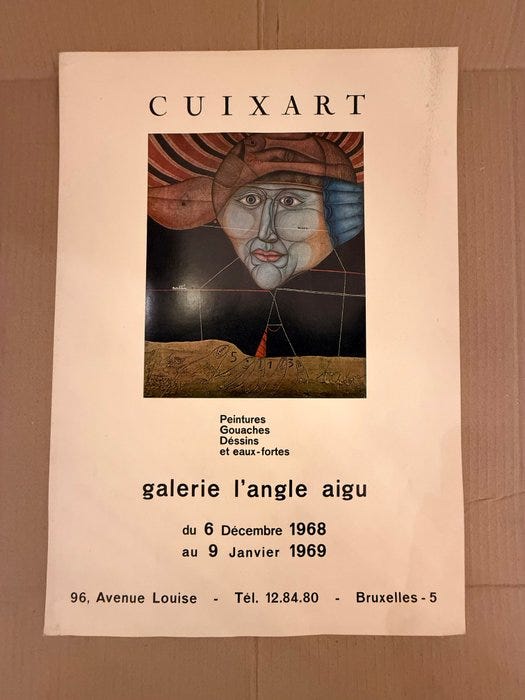 CUIXART
Peintures
Gouaches
Déssins
et eaux-fortes
galerie l'angle aigu
du 6 Décembre 1968
au 9 Janvier 1969
96, Avenue Louise - Tél. 12.84.80 - Bruxelles - 5